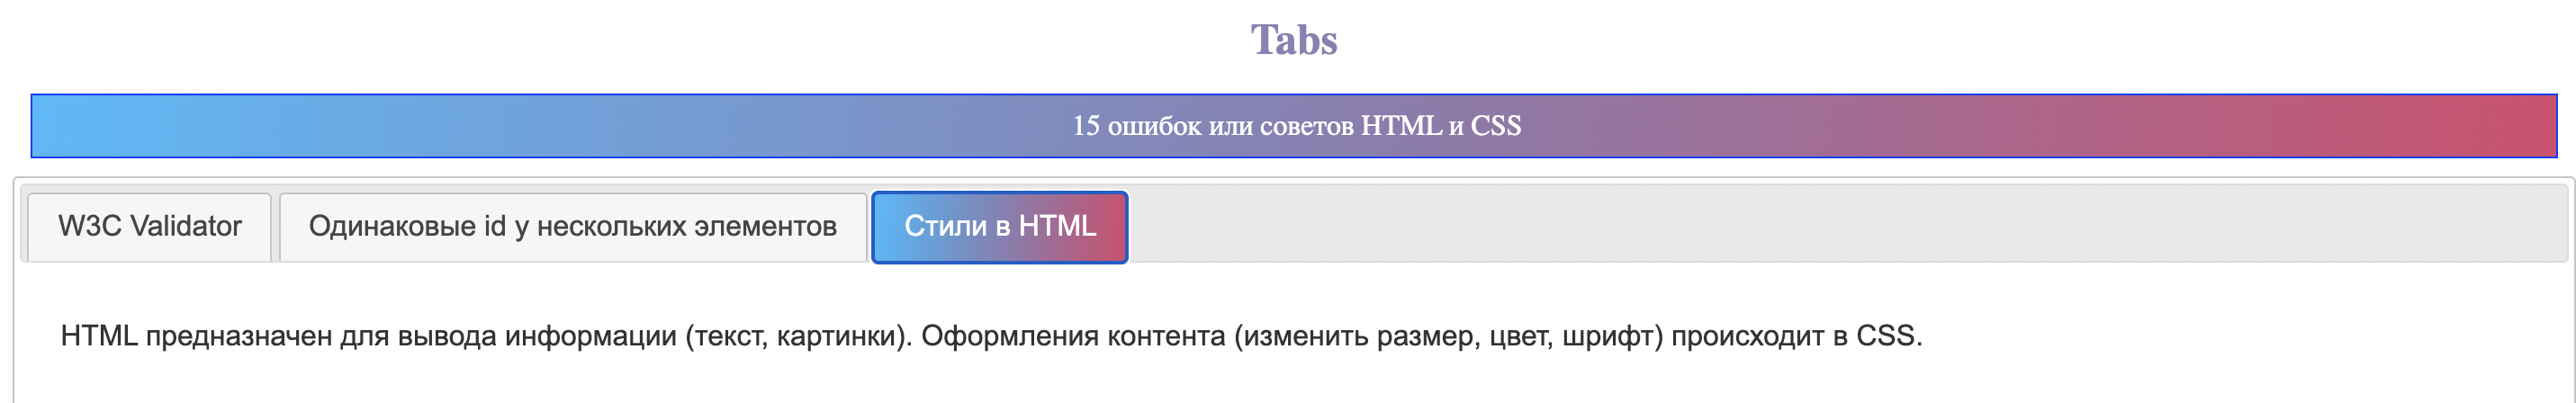 Tabs
15 ошибок или советов HTML и CSS
W3C Validator Одинаковые id у нескольких элементов Стили в HTML
HTML предназначен для вывода информации (текст, картинки). Оформления контента (изменить размер, цвет, шрифт) происходит в CSS.